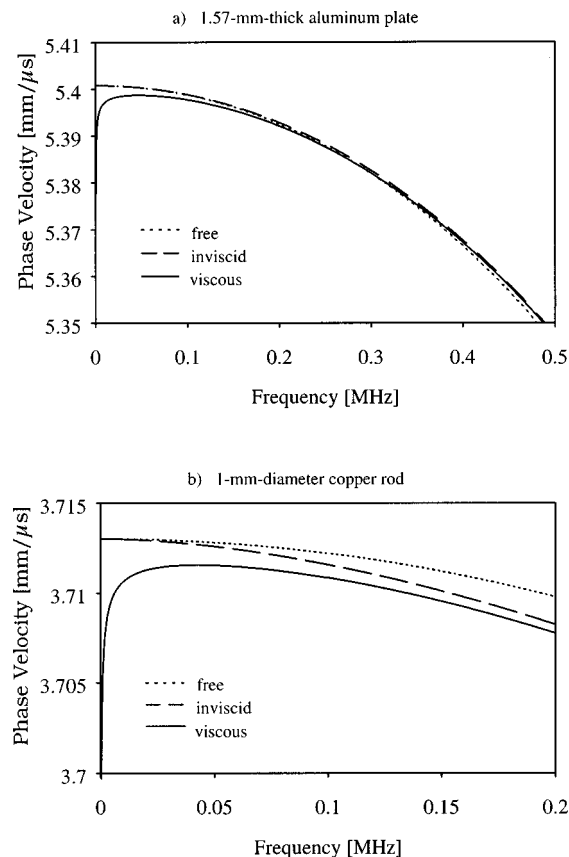 a) 1.57-mm-thick aluminum plate
5.41
5.4
5.39
5.38
5.37
5.36
5.35
Phase Velocity [mm/µs]
free
inviscid
viscous
0 0.1 0.2 0.3 0.4 0.5
Frequency [MHz]
b) 1-mm-diameter copper rod
3.715
3.71
3.705
3.7
Phase Velocity [mm/µs]
free
inviscid
viscous
0 0.05 0.1 0.15 0.2
Frequency [MHz]